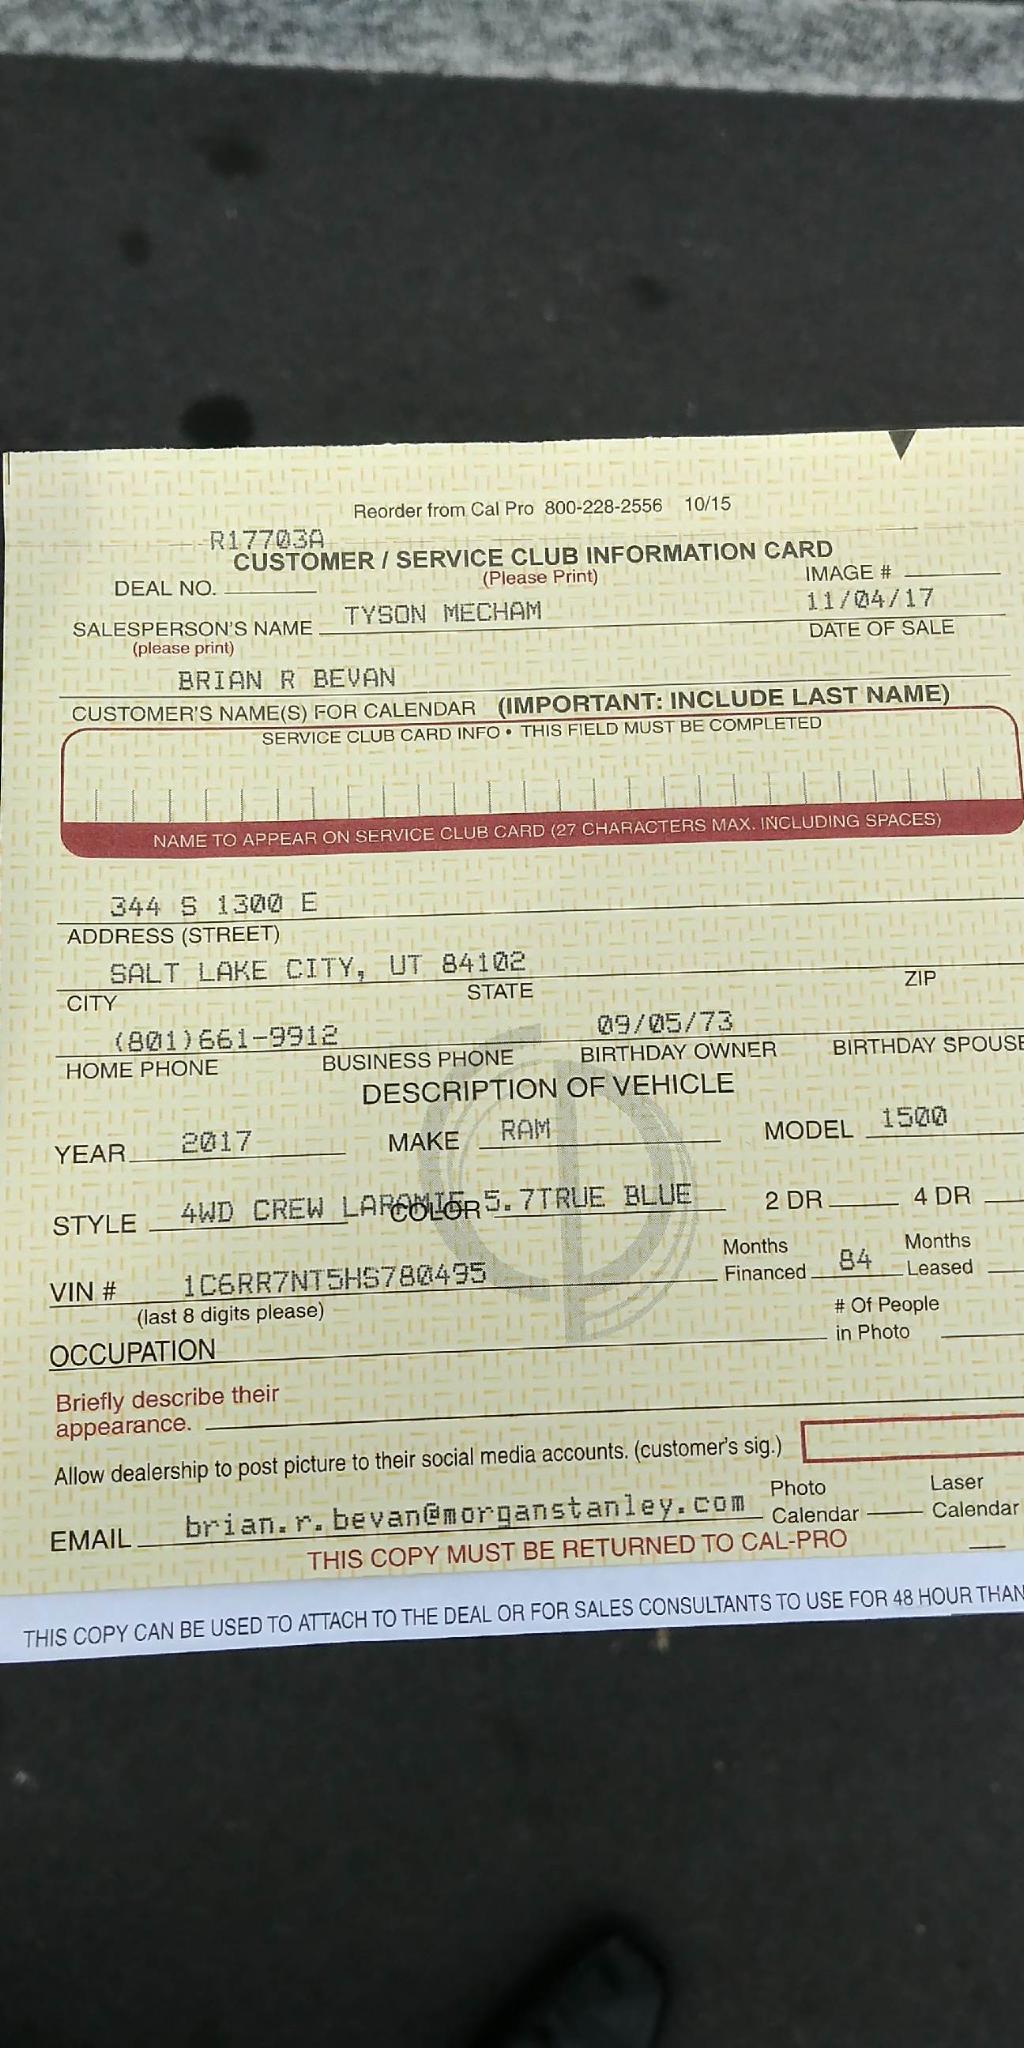 Reorder from Cal Pro 800-228-2556 10/15
R17703A
CUSTOMER / SERVICE CLUB INFORMATION CARD
(Please Print)
DEAL NO.
IMAGE #
SALESPERSON'S NAME TYSON MECHAM
11/04/17
(please print)
DATE OF SALE
BRIAN R BEVAN
CUSTOMER'S NAME(S) FOR CALENDAR (IMPORTANT: INCLUDE LAST NAME)
SERVICE CLUB CARD INFO • THIS FIELD MUST BE COMPLETED
NAME TO APPEAR ON SERVICE CLUB CARD (27 CHARACTERS MAX. INCLUDING SPACES)
344 S 1300 E
ADDRESS (STREET)
SALT LAKE CITY, UT 84102
CITY STATE ZIP
(801)661-9912 09/05/73
HOME PHONE BUSINESS PHONE BIRTHDAY OWNER BIRTHDAY SPOUSE
DESCRIPTION OF VEHICLE
YEAR 2017 MAKE RAM MODEL 1500
STYLE 4WD CREW LARAMIE 5.7 COLOR TRUE BLUE 2 DR 4 DR
VIN # 1C6RR7NT5HS780495 Months Financed 84 Months Leased
(last 8 digits please)
# Of People in Photo
OCCUPATION
Briefly describe their
appearance.
Allow dealership to post picture to their social media accounts. (customer's sig.)
EMAIL brian.r.bevan@morganstanley.com Photo Calendar Laser Calendar
THIS COPY MUST BE RETURNED TO CAL-PRO
THIS COPY CAN BE USED TO ATTACH TO THE DEAL OR FOR SALES CONSULTANTS TO USE FOR 48 HOUR THAN